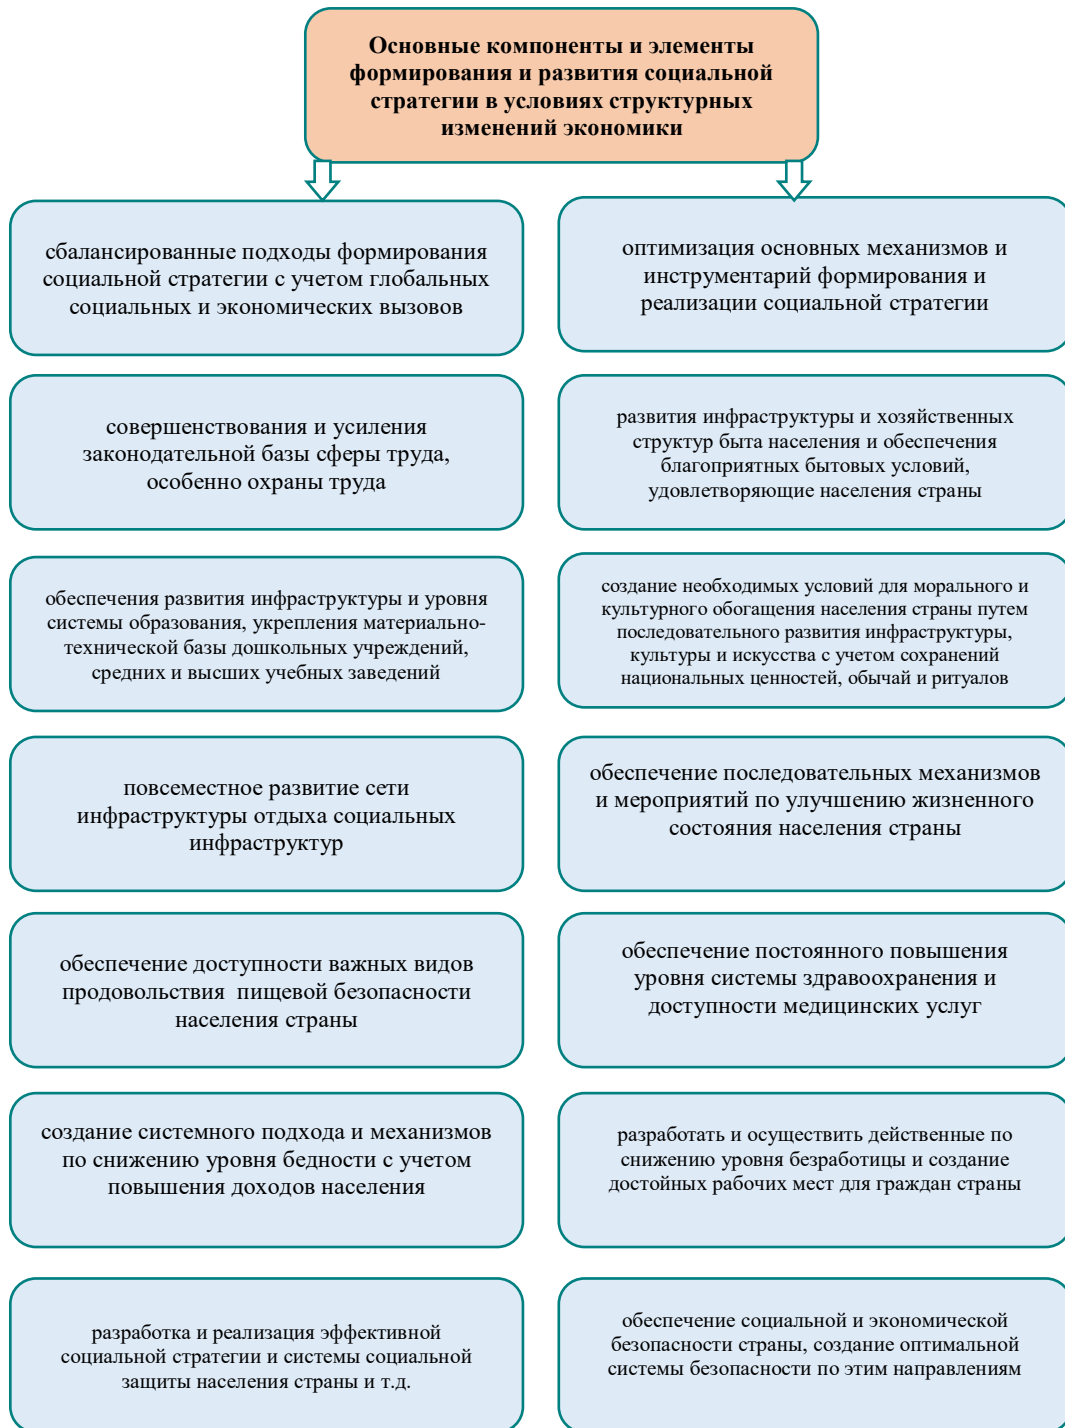 Основные компоненты и элементы
формирования и развития социальной
стратегии в условиях структурных
изменений экономики
сбалансированные подходы формирования
социальной стратегии с учетом глобальных
социальных и экономических вызовов
оптимизация основных механизмов и
инструментарий формирования и
реализации социальной стратегии
совершенствования и усиления
законодательной базы сферы труда,
особенно охраны труда
развития инфраструктуры и хозяйственных
структур быта населения и обеспечения
благоприятных бытовых условий,
удовлетворяющие населения страны
обеспечения развития инфраструктуры и уровня
системы образования, укрепления материально-
технической базы дошкольных учреждений,
средних и высших учебных заведений
создание необходимых условий для морального и
культурного обогащения населения страны путем
последовательного развития инфраструктуры,
культуры и искусства с учетом сохранений
национальных ценностей, обычай и ритуалов
повсеместное развитие сети
инфраструктуры отдыха социальных
инфраструктур
обеспечение последовательных механизмов
и мероприятий по улучшению жизненного
состояния населения страны
обеспечение доступности важных видов
продовольствия  пищевой безопасности
населения страны
обеспечение постоянного повышения
уровня системы здравоохранения и
доступности медицинских услуг
создание системного подхода и механизмов
по снижению уровня бедности с учетом
повышения доходов населения
разработать и осуществить действенные по
снижению уровня безработицы и создание
достойных рабочих мест для граждан страны
разработка и реализация эффективной
социальной стратегии и системы социальной
защиты населения страны и т.д.
обеспечение социальной и экономической
безопасности страны, создание оптимальной
системы безопасности по этим направлениям